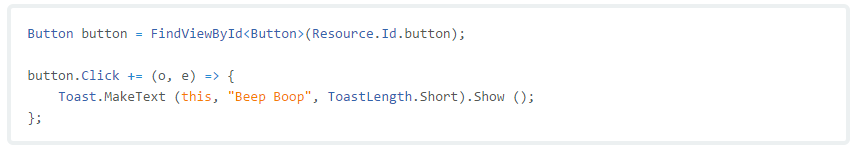 Button button = FindViewById<Button>(Resource.Id.button);
button.Click += (o, e) => {
    Toast.MakeText (this, "Beep Boop", ToastLength.Short).Show ();
};